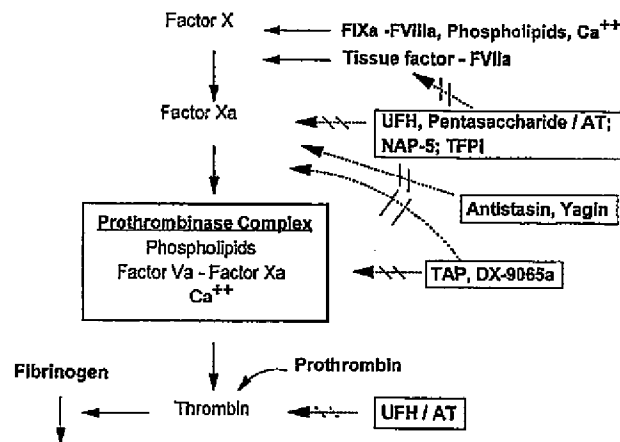 Factor X
FIXa -FVIIIa, Phospholipids, Ca++
Tissue factor - FVIIa
Factor Xa
UFH, Pentasaccharide / AT;
NAP-5; TFPI
Antistasin, Yagin
Prothrombinase Complex
Phospholipids
Factor Va - Factor Xa
Ca++
TAP, DX-9065a
Prothrombin
Fibrinogen
Thrombin
UFH / AT